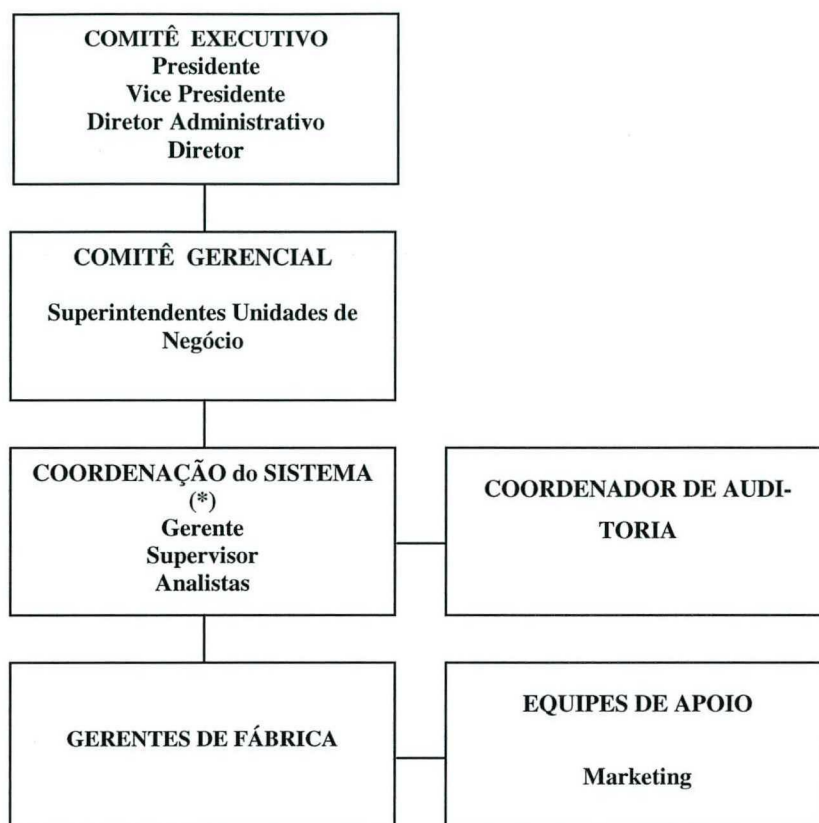 COMITÊ EXECUTIVO
Presidente
Vice Presidente
Diretor Administrativo
Diretor
COMITÊ GERENCIAL
Superintendentes Unidades de
Negócio
COORDENAÇÃO do SISTEMA
(*)
Gerente
Supervisor
Analistas
COORDENADOR DE AUDI-
TORIA
GERENTES DE FÁBRICA
EQUIPES DE APOIO
Marketing